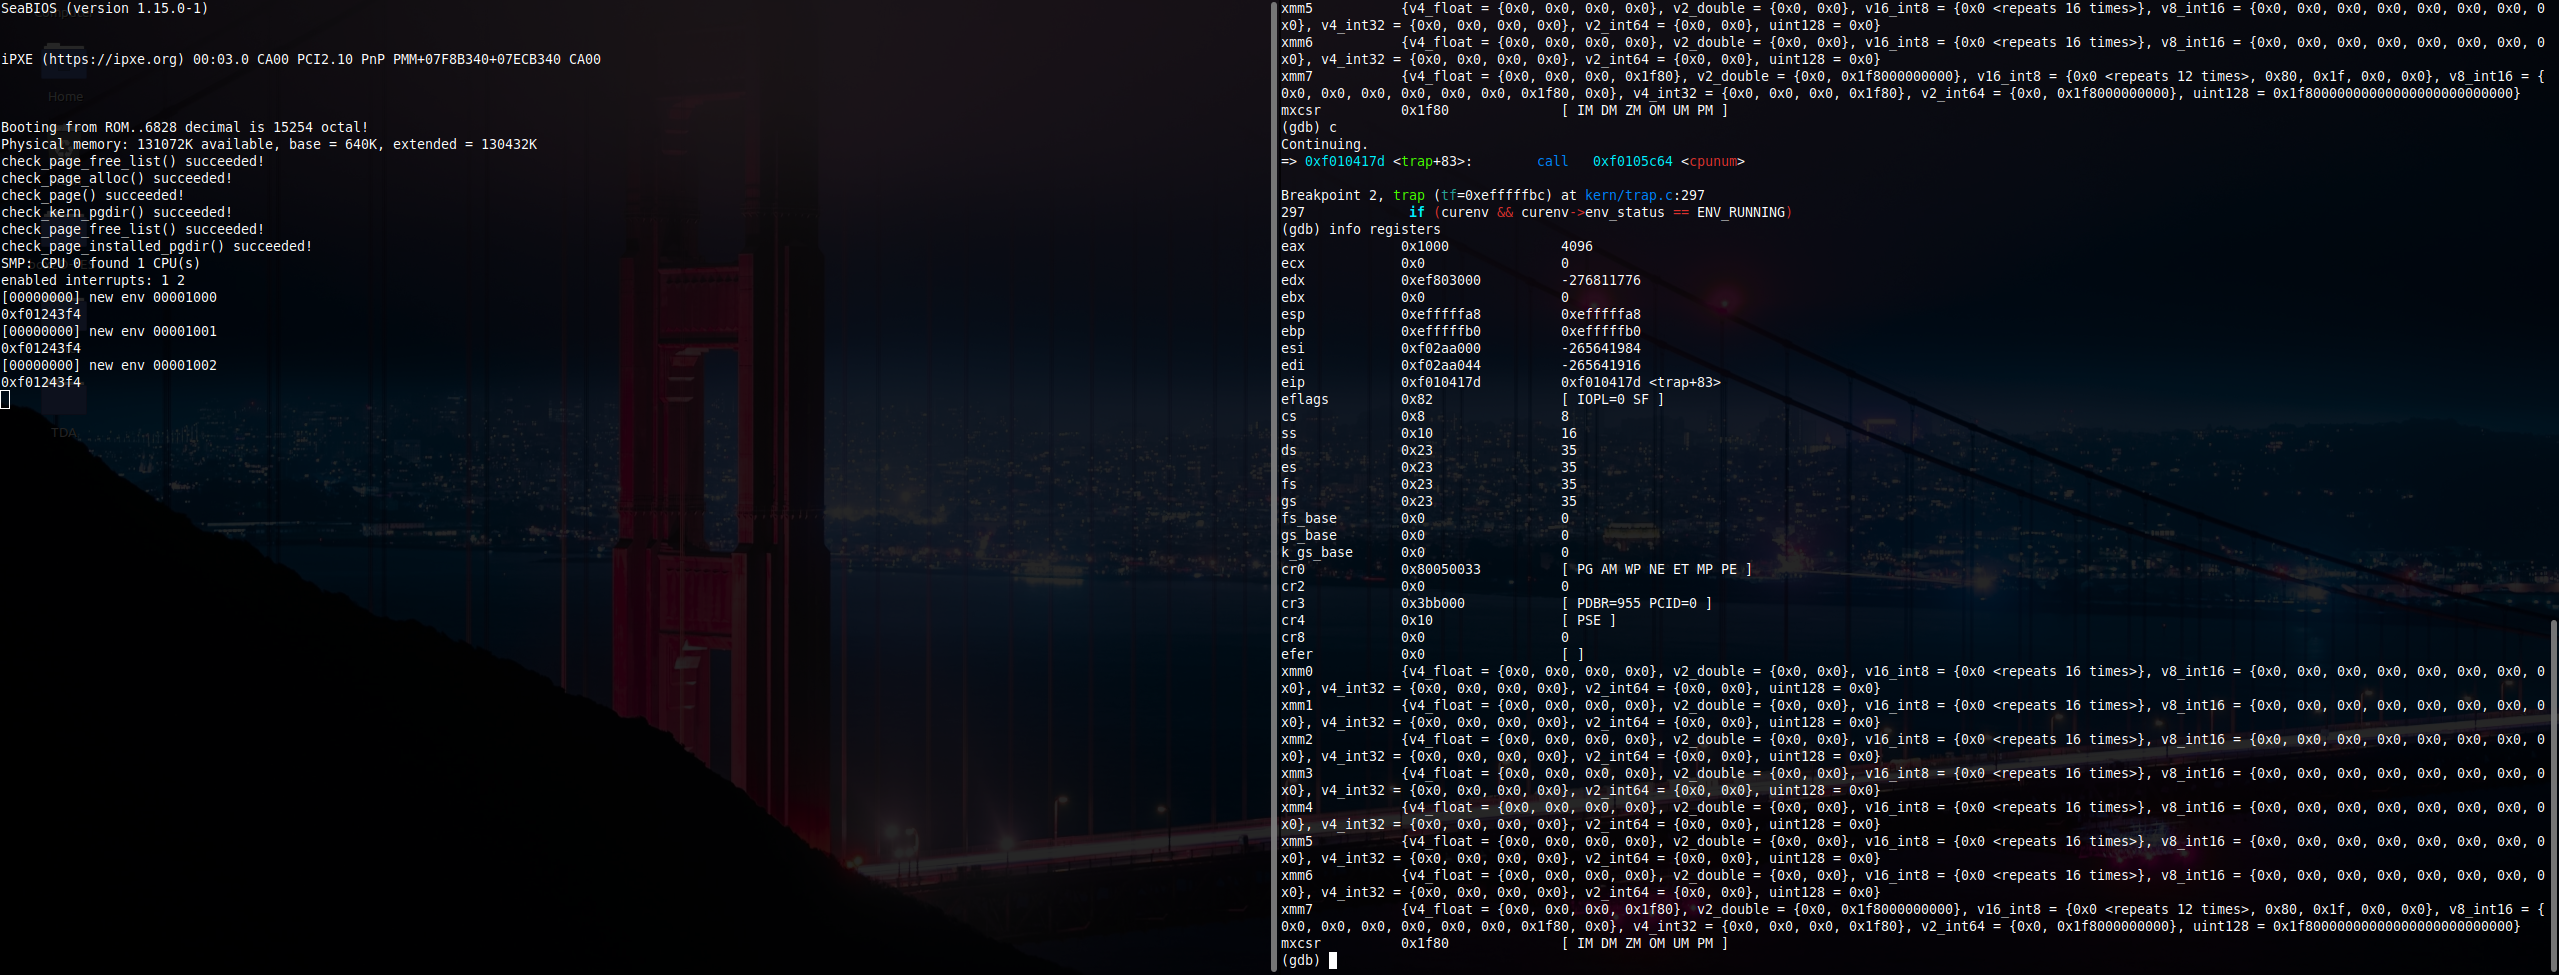 SeaBIOS (version 1.15.0-1)
iPXE (https://ipxe.org) 00:03.0 CA00 PCI2.10 PnP PMM+07F8B340+07ECB340 CA00
Home
Booting from ROM..6828 decimal is 15254 octal!
Physical memory: 131072K available, base = 640K, extended = 130432K
check_page_free_list() succeeded!
check_page_alloc() succeeded!
check_page() succeeded!
check_kern_pgdir() succeeded!
check_page_free_list() succeeded!
check_page_installed_pgdir() succeeded!
SMP: CPU 0 found 1 CPU(s)
enabled interrupts: 1 2
[00000000] new env 00001000
0xf01243f4
[00000000] new env 00001001
0xf01243f4
[00000000] new env 00001002
0xf01243f4
TDA
xmm5 {v4_float = {0x0, 0x0, 0x0, 0x0}, v2_double = {0x0, 0x0}, v16_int8 = {0x0 <repeats 16 times>}, v8_int16 = {0x0, 0x0, 0x0, 0x0, 0x0, 0x0, 0x0, 0
x0}, v4_int32 = {0x0, 0x0, 0x0, 0x0}, v2_int64 = {0x0, 0x0}, uint128 = 0x0}
xmm6 {v4_float = {0x0, 0x0, 0x0, 0x0}, v2_double = {0x0, 0x0}, v16_int8 = {0x0 <repeats 16 times>}, v8_int16 = {0x0, 0x0, 0x0, 0x0, 0x0, 0x0, 0x0, 0
x0}, v4_int32 = {0x0, 0x0, 0x0, 0x0}, v2_int64 = {0x0, 0x0}, uint128 = 0x0}
xmm7 {v4_float = {0x0, 0x0, 0x0, 0x1f80}, v2_double = {0x0, 0x1f8000000000}, v16_int8 = {0x0 <repeats 12 times>, 0x80, 0x1f, 0x0, 0x0}, v8_int16 = {
0x0, 0x0, 0x0, 0x0, 0x0, 0x0, 0x1f80, 0x0}, v4_int32 = {0x0, 0x0, 0x0, 0x1f80}, v2_int64 = {0x0, 0x1f8000000000}, uint128 = 0x1f80000000000000000000000000}
mxcsr 0x1f80 [ IM DM ZM OM UM PM ]
(gdb) c
Continuing.
=> 0xf010417d <trap+83>: call 0xf0105c64 <cpunum>
Breakpoint 2, trap (tf=0xefffffbc) at kern/trap.c:297
297 if (curenv && curenv->env_status == ENV_RUNNING)
(gdb) info registers
eax 0x1000 4096
ecx 0x0 0
edx 0xef803000 -276811776
ebx 0x0 0
esp 0xefffffa8 0xefffffa8
ebp 0xefffffb0 0xefffffb0
esi 0xf02aa000 -265641984
edi 0xf02aa044 -265641916
eip 0xf010417d 0xf010417d <trap+83>
eflags 0x82 [ IOPL=0 SF ]
cs 0x8 8
ss 0x10 16
ds 0x23 35
es 0x23 35
fs 0x23 35
gs 0x23 35
fs_base 0x0 0
gs_base 0x0 0
k_gs_base 0x0 0
cr0 0x80050033 [ PG AM WP NE ET MP PE ]
cr2 0x0 0
cr3 0x3bb000 [ PDBR=955 PCID=0 ]
cr4 0x10 [ PSE ]
cr8 0x0 0
efer 0x0 [ ]
xmm0 {v4_float = {0x0, 0x0, 0x0, 0x0}, v2_double = {0x0, 0x0}, v16_int8 = {0x0 <repeats 16 times>}, v8_int16 = {0x0, 0x0, 0x0, 0x0, 0x0, 0x0, 0x0, 0
x0}, v4_int32 = {0x0, 0x0, 0x0, 0x0}, v2_int64 = {0x0, 0x0}, uint128 = 0x0}
xmm1 {v4_float = {0x0, 0x0, 0x0, 0x0}, v2_double = {0x0, 0x0}, v16_int8 = {0x0 <repeats 16 times>}, v8_int16 = {0x0, 0x0, 0x0, 0x0, 0x0, 0x0, 0x0, 0
x0}, v4_int32 = {0x0, 0x0, 0x0, 0x0}, v2_int64 = {0x0, 0x0}, uint128 = 0x0}
xmm2 {v4_float = {0x0, 0x0, 0x0, 0x0}, v2_double = {0x0, 0x0}, v16_int8 = {0x0 <repeats 16 times>}, v8_int16 = {0x0, 0x0, 0x0, 0x0, 0x0, 0x0, 0x0, 0
x0}, v4_int32 = {0x0, 0x0, 0x0, 0x0}, v2_int64 = {0x0, 0x0}, uint128 = 0x0}
xmm3 {v4_float = {0x0, 0x0, 0x0, 0x0}, v2_double = {0x0, 0x0}, v16_int8 = {0x0 <repeats 16 times>}, v8_int16 = {0x0, 0x0, 0x0, 0x0, 0x0, 0x0, 0x0, 0
x0}, v4_int32 = {0x0, 0x0, 0x0, 0x0}, v2_int64 = {0x0, 0x0}, uint128 = 0x0}
xmm4 {v4_float = {0x0, 0x0, 0x0, 0x0}, v2_double = {0x0, 0x0}, v16_int8 = {0x0 <repeats 16 times>}, v8_int16 = {0x0, 0x0, 0x0, 0x0, 0x0, 0x0, 0x0, 0
x0}, v4_int32 = {0x0, 0x0, 0x0, 0x0}, v2_int64 = {0x0, 0x0}, uint128 = 0x0}
xmm5 {v4_float = {0x0, 0x0, 0x0, 0x0}, v2_double = {0x0, 0x0}, v16_int8 = {0x0 <repeats 16 times>}, v8_int16 = {0x0, 0x0, 0x0, 0x0, 0x0, 0x0, 0x0, 0
x0}, v4_int32 = {0x0, 0x0, 0x0, 0x0}, v2_int64 = {0x0, 0x0}, uint128 = 0x0}
xmm6 {v4_float = {0x0, 0x0, 0x0, 0x0}, v2_double = {0x0, 0x0}, v16_int8 = {0x0 <repeats 16 times>}, v8_int16 = {0x0, 0x0, 0x0, 0x0, 0x0, 0x0, 0x0, 0
x0}, v4_int32 = {0x0, 0x0, 0x0, 0x0}, v2_int64 = {0x0, 0x0}, uint128 = 0x0}
xmm7 {v4_float = {0x0, 0x0, 0x0, 0x1f80}, v2_double = {0x0, 0x1f8000000000}, v16_int8 = {0x0 <repeats 12 times>, 0x80, 0x1f, 0x0, 0x0}, v8_int16 = {
0x0, 0x0, 0x0, 0x0, 0x0, 0x0, 0x1f80, 0x0}, v4_int32 = {0x0, 0x0, 0x0, 0x1f80}, v2_int64 = {0x0, 0x1f8000000000}, uint128 = 0x1f80000000000000000000000000}
mxcsr 0x1f80 [ IM DM ZM OM UM PM ]
(gdb)